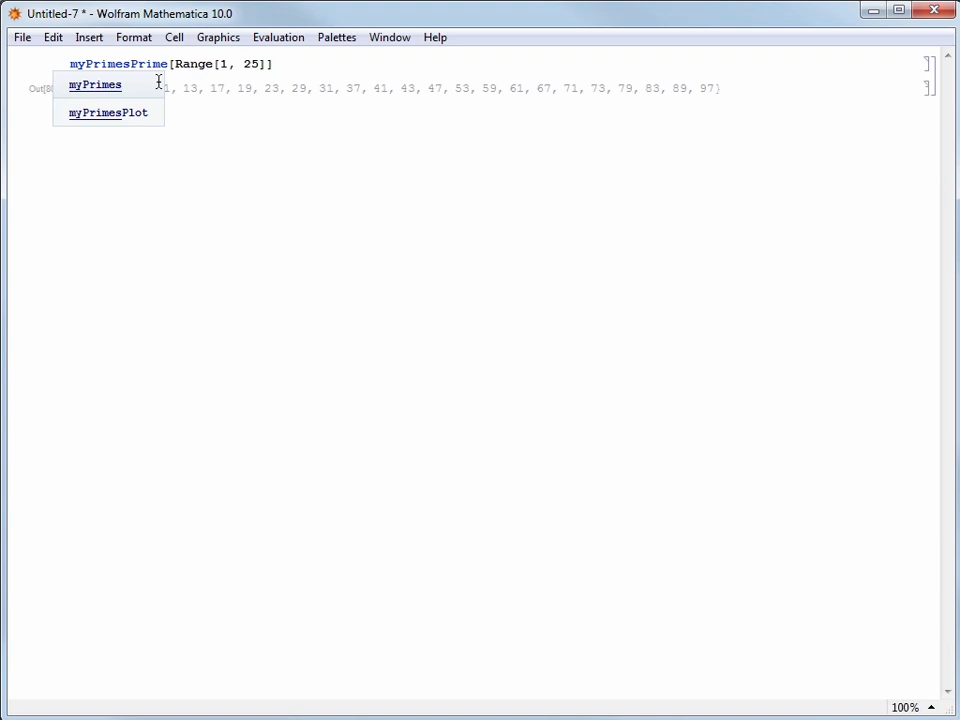 Untitled-7 * - Wolfram Mathematica 10.0
File Edit Insert Format Cell Graphics Evaluation Palettes Window Help
myPrimesPrime[Range[1, 25]]
myPrimes
1, 13, 17, 19, 23, 29, 31, 37, 41, 43, 47, 53, 59, 61, 67, 71, 73, 79, 83, 89, 97}
myPrimesPlot
100%